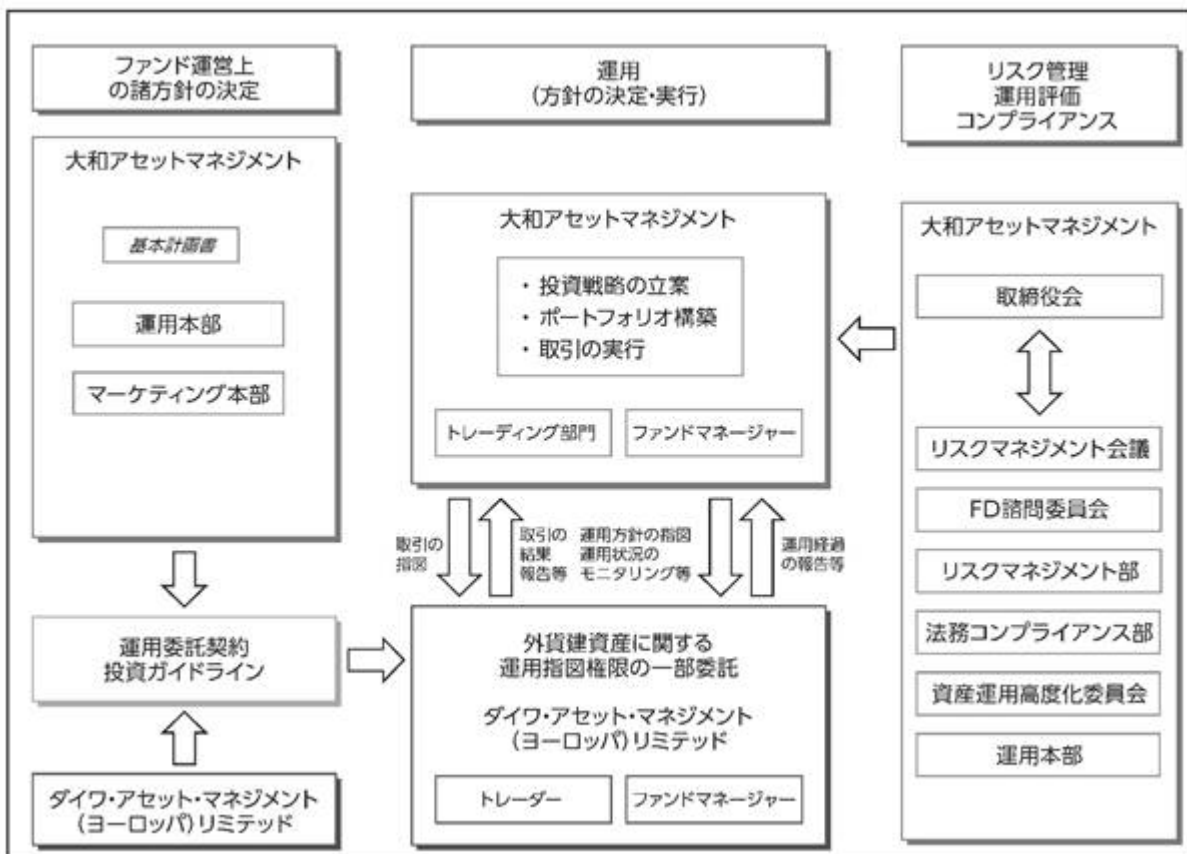 ファンド運営上
の諸方針の決定
大和アセットマネジメント
基本計画書
運用本部
マーケティング本部
運用委託契約
投資ガイドライン
ダイワ・アセット・マネジメント
(ヨーロッパ)リミテッド
運用
(方針の決定・実行)
大和アセットマネジメント
・ 投資戦略の立案
・ ポートフォリオ構築
・ 取引の実行
トレーディング部門
ファンドマネージャー
取引の
指図
取引の
結果
報告等
運用方針の指図
運用状況の
モニタリング等
運用経過
の報告等
外貨建資産に関する
運用指図権限の一部委託
ダイワ・アセット・マネジメント
(ヨーロッパ)リミテッド
トレーダー
ファンドマネージャー
リスク管理
運用評価
コンプライアンス
大和アセットマネジメント
取締役会
リスクマネジメント会議
FD諮問委員会
リスクマネジメント部
法務コンプライアンス部
資産運用高度化委員会
運用本部